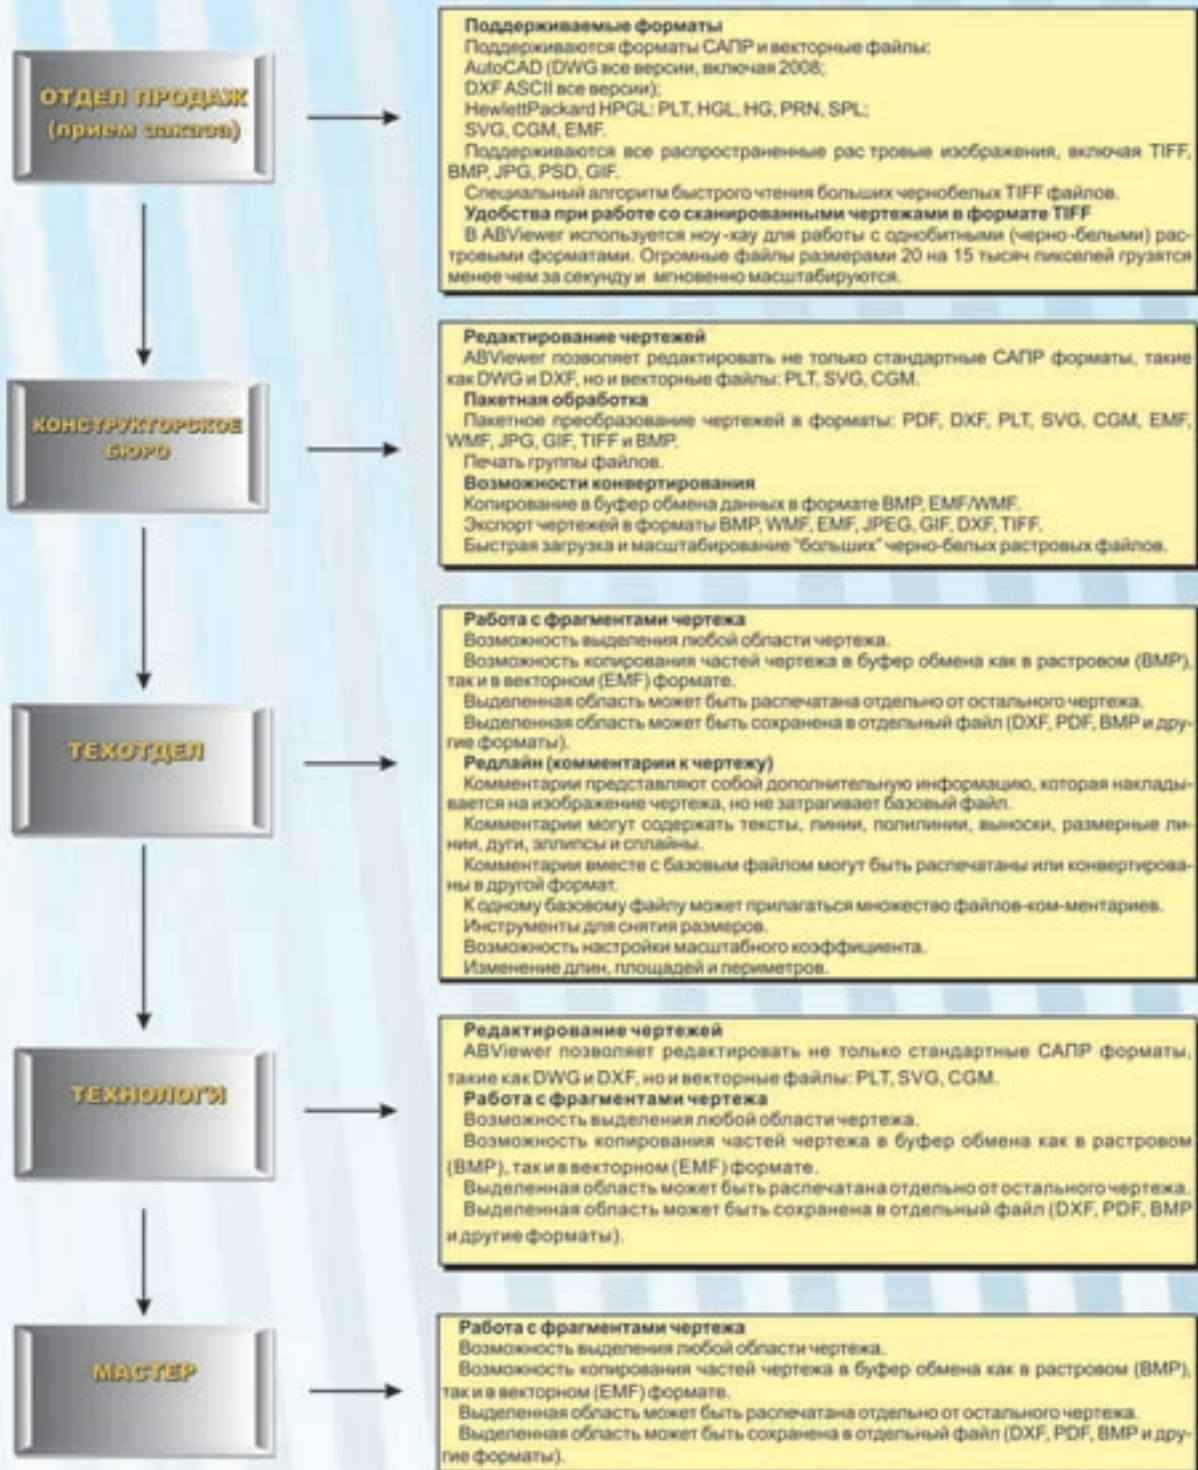 ОТДЕЛ ПРОДАЖ
(прием заказа)
Поддерживаемые форматы
Поддерживаются форматы САПР и векторные файлы:
AutoCAD (DWG все версии, включая 2008;
DXF ASCII все версии);
HewlettPackard HPGL: PLT, HGL, HG, PRN, SPL;
SVG, CGM, EMF.
Поддерживаются все распространенные рас тровые изображения, включая TIFF,
BMP, JPG, PSD, GIF.
Специальный алгоритм быстрого чтения больших чернобелых TIFF файлов.
Удобства при работе со сканированными чертежами в формате TIFF
В ABViewer используется ноу-хау для работы с однобитными (черно-белыми) рас-
тровыми форматами. Огромные файлы размерами 20 на 15 тысяч пикселей грузятся
менее чем за секунду и мгновенно масштабируются.
КОНСТРУКТОРСКОЕ
БЮРО
Редактирование чертежей
ABViewer позволяет редактировать не только стандартные САПР форматы, такие
как DWG и DXF, но и векторные файлы: PLT, SVG, CGM.
Пакетная обработка
Пакетное преобразование чертежей в форматы: PDF, DXF, PLT, SVG, CGM, EMF,
WMF, JPG, GIF, TIFF и BMP.
Печать группы файлов.
Возможности конвертирования
Копирование в буфер обмена данных в формате BMP, EMF/WMF.
Экспорт чертежей в форматы BMP, WMF, EMF, JPEG, GIF, DXF, TIFF.
Быстрая загрузка и масштабирование "больших" черно-белых растровых файлов.
ТЕХОТДЕЛ
Работа с фрагментами чертежа
Возможность выделения любой области чертежа.
Возможность копирования частей чертежа в буфер обмена как в растровом (BMP),
так и в векторном (EMF) формате.
Выделенная область может быть распечатана отдельно от остального чертежа.
Выделенная область может быть сохранена в отдельный файл (DXF, PDF, BMP и дру-
гие форматы).
Редлайн (комментарии к чертежу)
Комментарии представляют собой дополнительную информацию, которая наклады-
вается на изображение чертежа, но не затрагивает базовый файл.
Комментарии могут содержать тексты, линии, полилинии, выноски, размерные ли-
нии, дуги, эллипсы и сплайны.
Комментарии вместе с базовым файлом могут быть распечатаны или конвертирова-
ны в другой формат.
К одному базовому файлу может прилагаться множество файлов-ком-ментариев.
Инструменты для снятия размеров.
Возможность настройки масштабного коэффициента.
Изменение длин, площадей и периметров.
ТЕХНОЛОГИ
Редактирование чертежей
ABViewer позволяет редактировать не только стандартные САПР форматы,
такие как DWG и DXF, но и векторные файлы: PLT, SVG, CGM.
Работа с фрагментами чертежа
Возможность выделения любой области чертежа.
Возможность копирования частей чертежа в буфер обмена как в растровом
(BMP), так и в векторном (EMF) формате.
Выделенная область может быть распечатана отдельно от остального чертежа.
Выделенная область может быть сохранена в отдельный файл (DXF, PDF, BMP
и другие форматы).
МАСТЕР
Работа с фрагментами чертежа
Возможность выделения любой области чертежа.
Возможность копирования частей чертежа в буфер обмена как в растровом (BMP),
так и в векторном (EMF) формате.
Выделенная область может быть распечатана отдельно от остального чертежа.
Выделенная область может быть сохранена в отдельный файл (DXF, PDF, BMP и дру-
гие форматы).